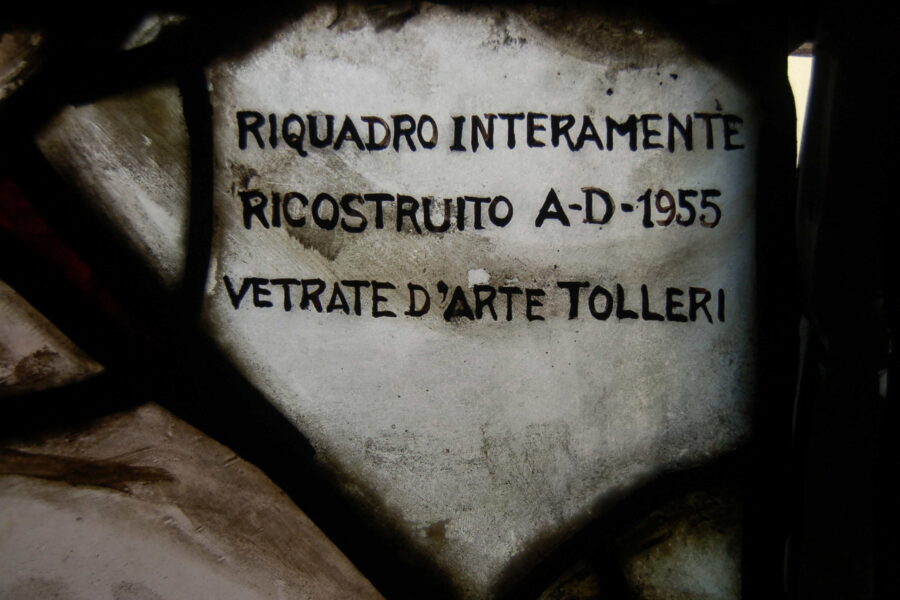 RIQUADRO INTERAMENTE
RICOSTRUITO A-D-1955
VETRATE D'ARTE TOLLERI